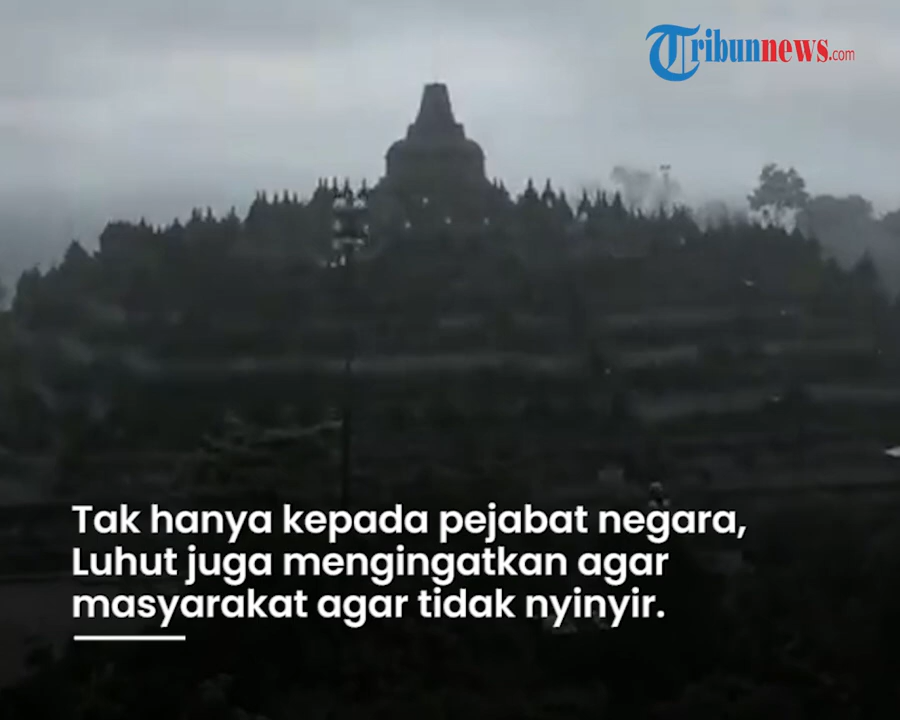 Tribunnews.com
Tak hanya kepada pejabat negara,
Luhut juga mengingatkan agar
masyarakat agar tidak nyinyir.